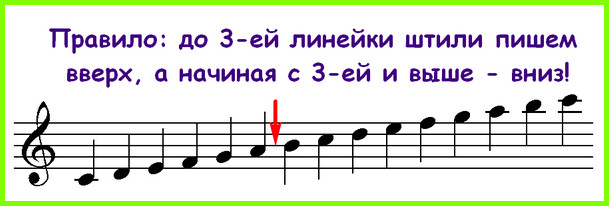 Правило: до 3-ей линейки штили пишем
вверх, а начиная с 3-ей и выше - вниз!